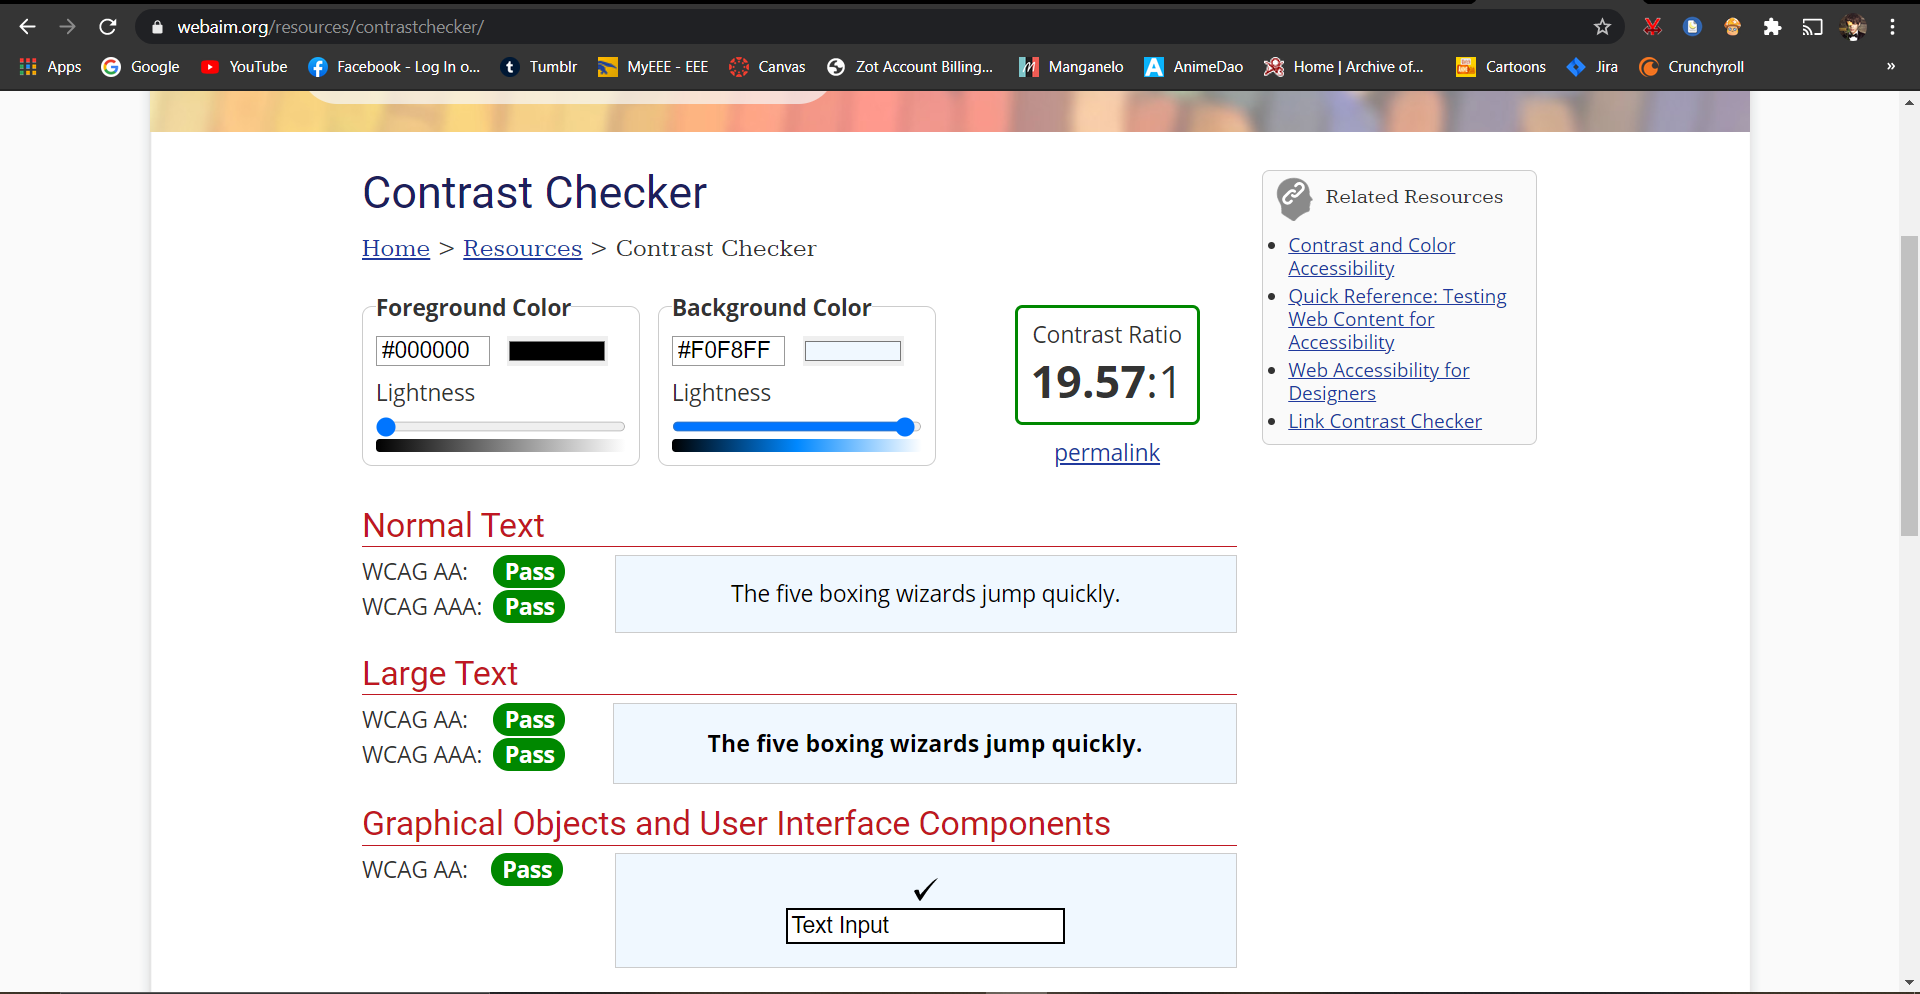 webaim.org/resources/contrastchecker/
Apps Google YouTube Facebook - Log In o... Tumblr MyEEE - EEE Canvas Zot Account Billing... Manganelo AnimeDao Home | Archive of... Cartoons Jira Crunchyroll »
Contrast Checker
Home > Resources > Contrast Checker
Foreground Color
#000000
Lightness
Background Color
#F0F8FF
Lightness
Contrast Ratio
19.57:1
permalink
Related Resources
Contrast and Color
Accessibility
Quick Reference: Testing
Web Content for
Accessibility
Web Accessibility for
Designers
Link Contrast Checker
Normal Text
WCAG AA: Pass
WCAG AAA: Pass
The five boxing wizards jump quickly.
Large Text
WCAG AA: Pass
WCAG AAA: Pass
The five boxing wizards jump quickly.
Graphical Objects and User Interface Components
WCAG AA: Pass
✓
Text Input